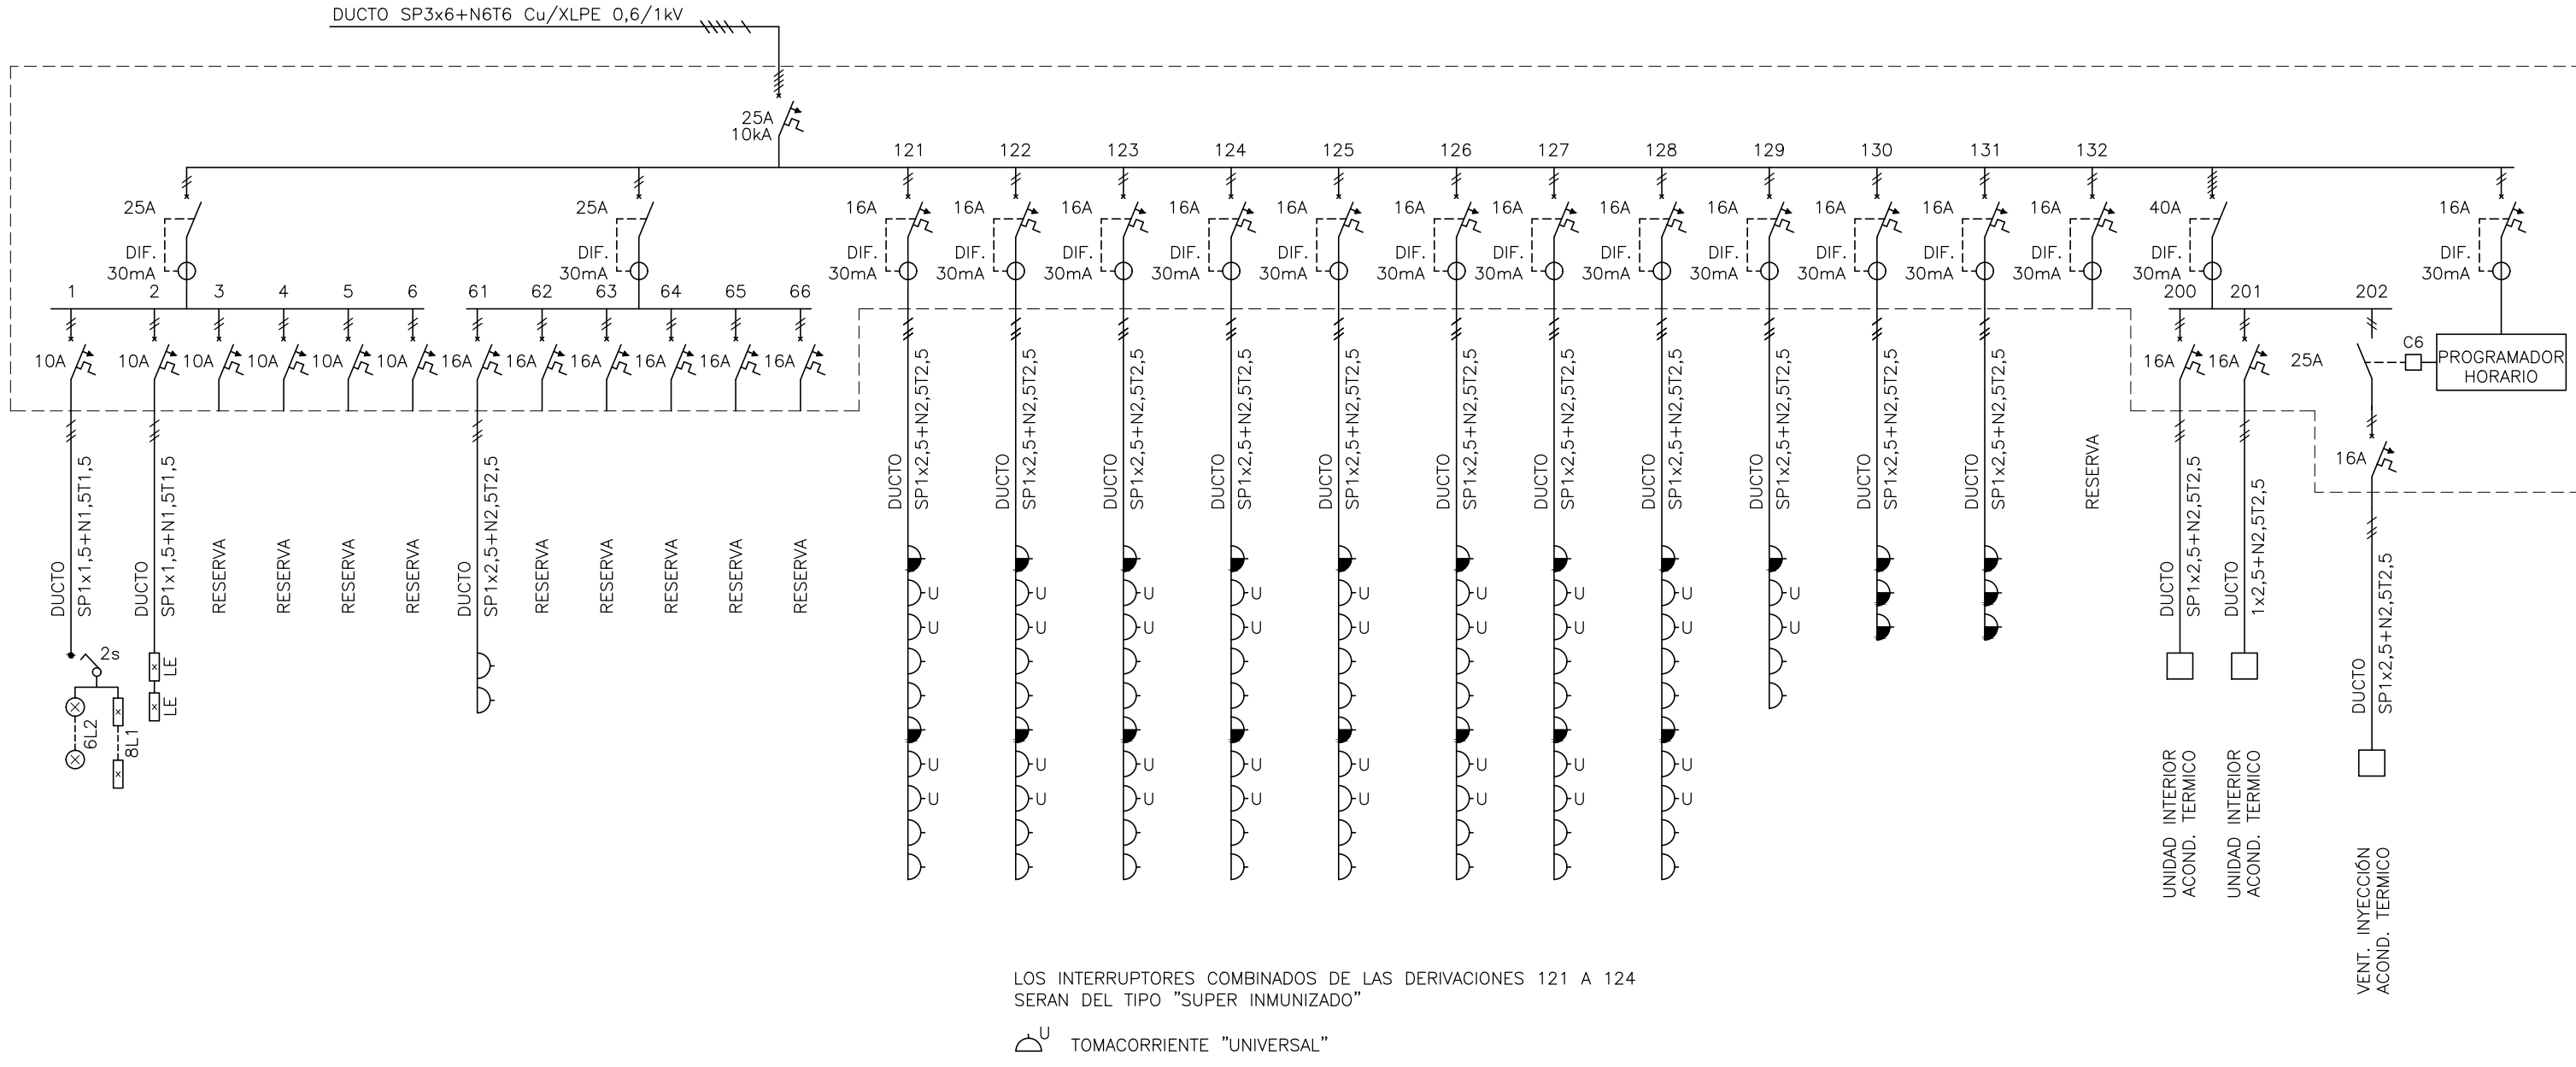 DUCTO SP3x6+N6T6 Cu/XLPE 0,6/1kV
25A
10kA
121 122 123 124 125 126 127 128 129 130 131 132
25A 25A 16A 16A 16A 16A 16A 16A 16A 16A 16A 16A 16A 16A 40A 16A
DIF. DIF. DIF. DIF. DIF. DIF. DIF. DIF. DIF. DIF. DIF. DIF. DIF. DIF. DIF. DIF.
30mA 30mA 30mA 30mA 30mA 30mA 30mA 30mA 30mA 30mA 30mA 30mA 30mA 30mA 30mA 30mA
1 2 3 4 5 6 61 62 63 64 65 66 200 201 202
10A 10A 10A 10A 10A 10A 16A 16A 16A 16A 16A 16A 16A 16A 25A
C6
PROGRAMADOR
HORARIO
16A
DUCTO
SP1x1,5+N1,5T1,5
DUCTO
SP1x1,5+N1,5T1,5
RESERVA
RESERVA
RESERVA
RESERVA
DUCTO
SP1x2,5+N2,5T2,5
RESERVA
RESERVA
RESERVA
RESERVA
RESERVA
DUCTO
SP1x2,5+N2,5T2,5
DUCTO
SP1x2,5+N2,5T2,5
DUCTO
SP1x2,5+N2,5T2,5
DUCTO
SP1x2,5+N2,5T2,5
DUCTO
SP1x2,5+N2,5T2,5
DUCTO
SP1x2,5+N2,5T2,5
DUCTO
SP1x2,5+N2,5T2,5
DUCTO
SP1x2,5+N2,5T2,5
DUCTO
SP1x2,5+N2,5T2,5
DUCTO
SP1x2,5+N2,5T2,5
DUCTO
SP1x2,5+N2,5T2,5
RESERVA
DUCTO
SP1x2,5+N2,5T2,5
DUCTO
1x2,5+N2,5T2,5
DUCTO
SP1x2,5+N2,5T2,5
U U U U U U U U U
U U U U U U U U U
2s
LE
LE
6L2
8L1
U U U U U U U U
U U U U U U U U
UNIDAD INTERIOR
ACOND. TERMICO
UNIDAD INTERIOR
ACOND. TERMICO
VENT. INYECCIÓN
ACOND. TERMICO
LOS INTERRUPTORES COMBINADOS DE LAS DERIVACIONES 121 A 124
SERAN DEL TIPO "SUPER INMUNIZADO"
U
TOMACORRIENTE "UNIVERSAL"